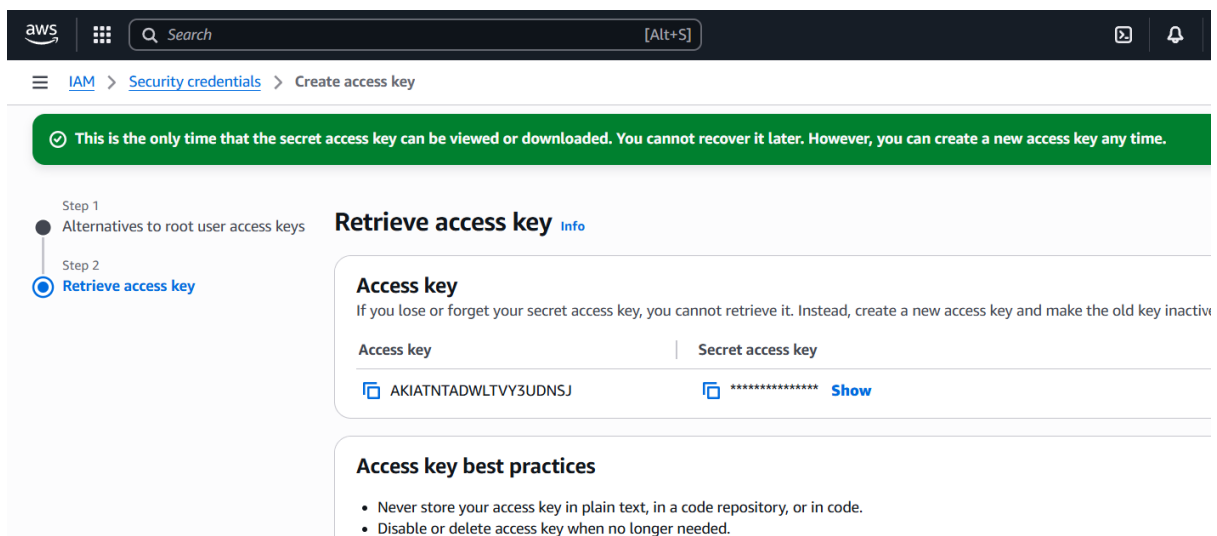 aws
Search [Alt+S]
IAM > Security credentials > Create access key
This is the only time that the secret access key can be viewed or downloaded. You cannot recover it later. However, you can create a new access key any time.
Step 1
Alternatives to root user access keys
Step 2
Retrieve access key
Retrieve access key Info
Access key
If you lose or forget your secret access key, you cannot retrieve it. Instead, create a new access key and make the old key inactive
Access key Secret access key
AKIATNTADWLTVY3UDNSJ *************** Show
Access key best practices
• Never store your access key in plain text, in a code repository, or in code.
• Disable or delete access key when no longer needed.